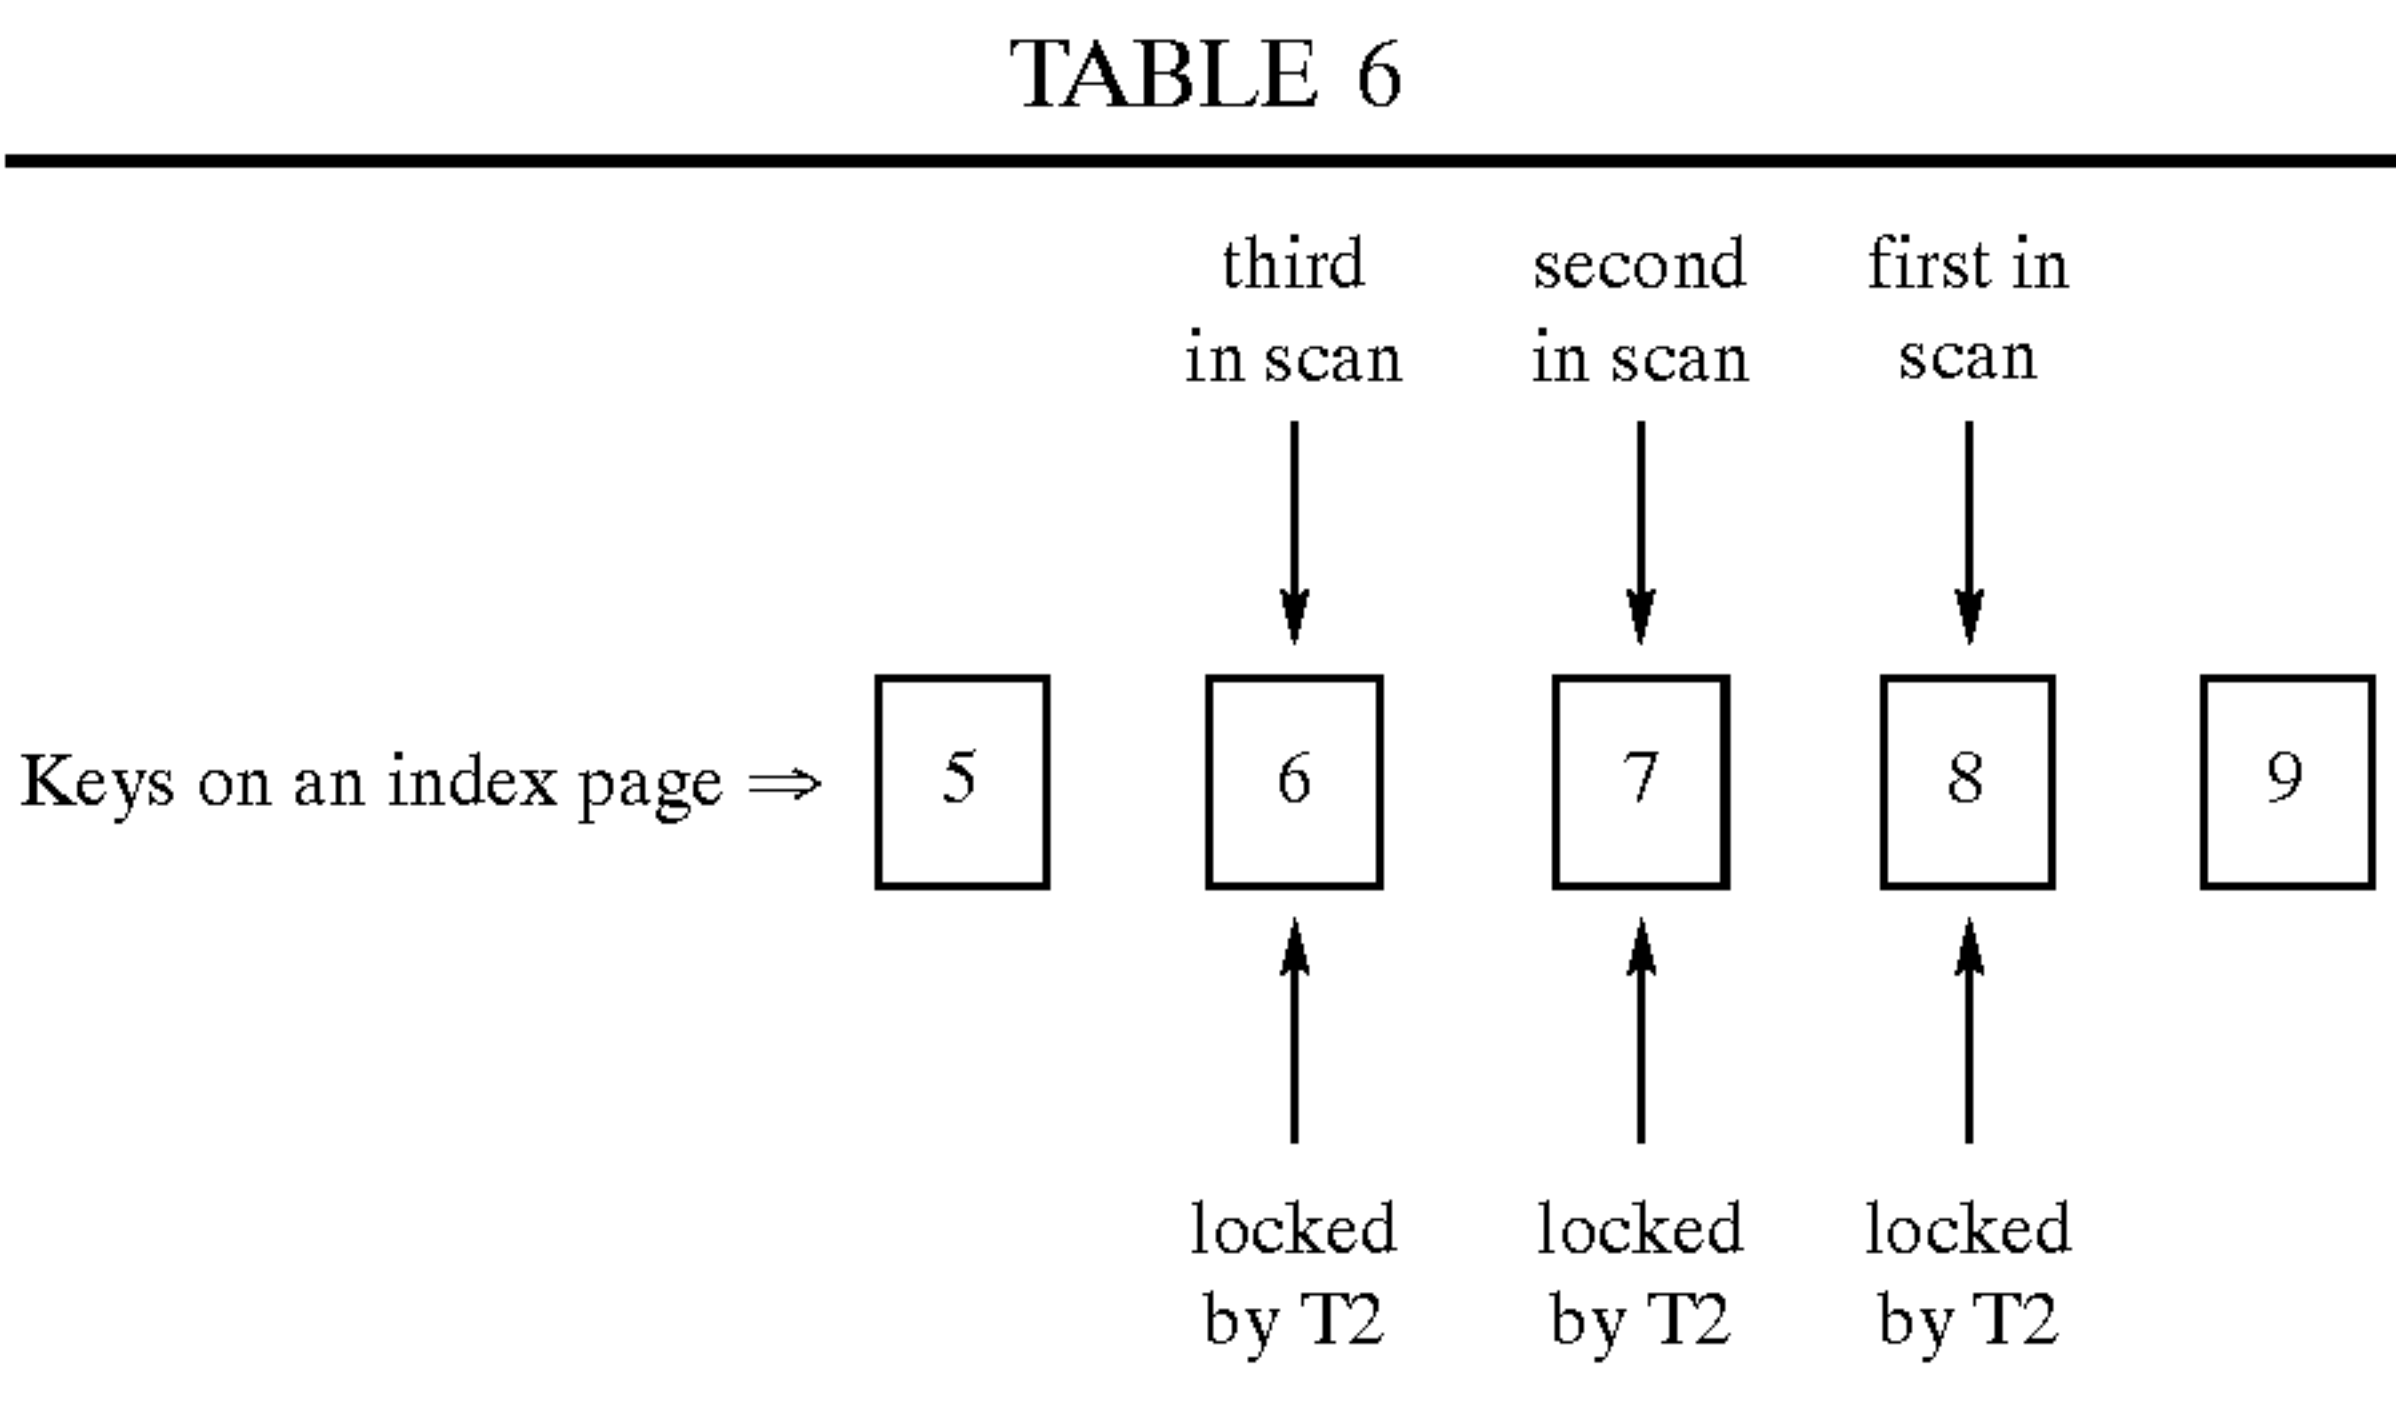 TABLE 6
third second first in
in scan in scan scan
Keys on an index page ⇒ 5 6 7 8 9
locked locked locked
by T2 by T2 by T2